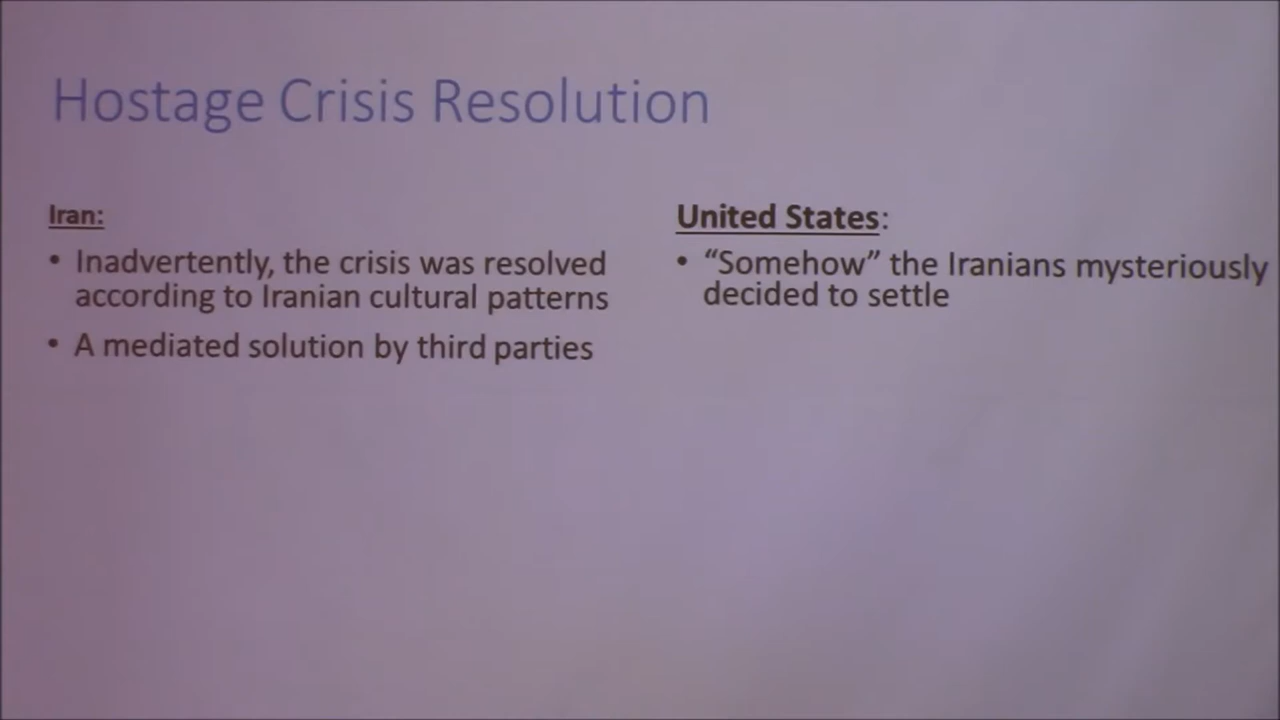 Hostage Crisis Resolution
Iran:
• Inadvertently, the crisis was resolved
according to Iranian cultural patterns
• A mediated solution by third parties
United States:
• “Somehow” the Iranians mysteriously
decided to settle